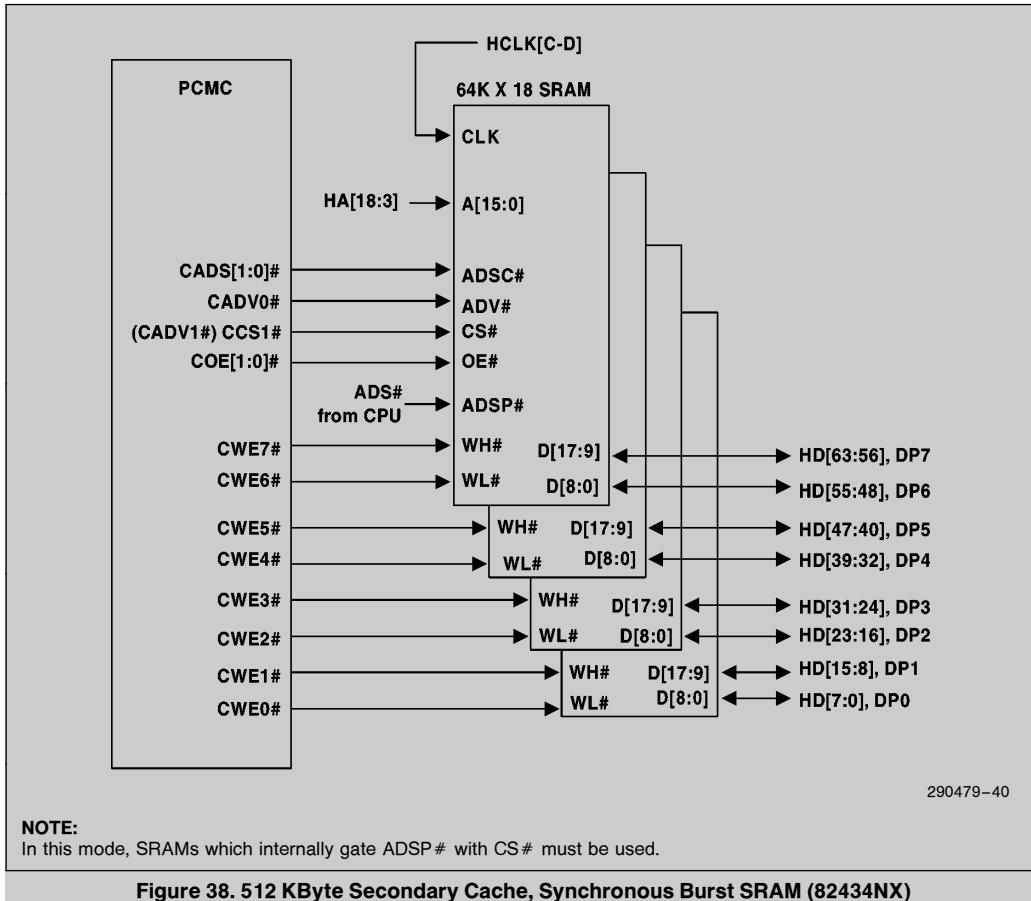 HCLK[C-D]
PCMC
64K X 18 SRAM
CLK
HA[18:3]
A[15:0]
CADS[1:0]#
ADSC#
CADV0#
ADV#
(CADV1#) CCS1#
CS#
COE[1:0]#
OE#
ADS#
from CPU
ADSP#
CWE7#
WH#
D[17:9]
HD[63:56], DP7
CWE6#
WL#
D[8:0]
HD[55:48], DP6
CWE5#
WH#
D[17:9]
HD[47:40], DP5
CWE4#
WL#
D[8:0]
HD[39:32], DP4
CWE3#
WH#
D[17:9]
HD[31:24], DP3
CWE2#
WL#
D[8:0]
HD[23:16], DP2
CWE1#
WH#
D[17:9]
HD[15:8], DP1
CWE0#
WL#
D[8:0]
HD[7:0], DP0
290479–40
NOTE:
In this mode, SRAMs which internally gate ADSP# with CS# must be used.
Figure 38. 512 KByte Secondary Cache, Synchronous Burst SRAM (82434NX)